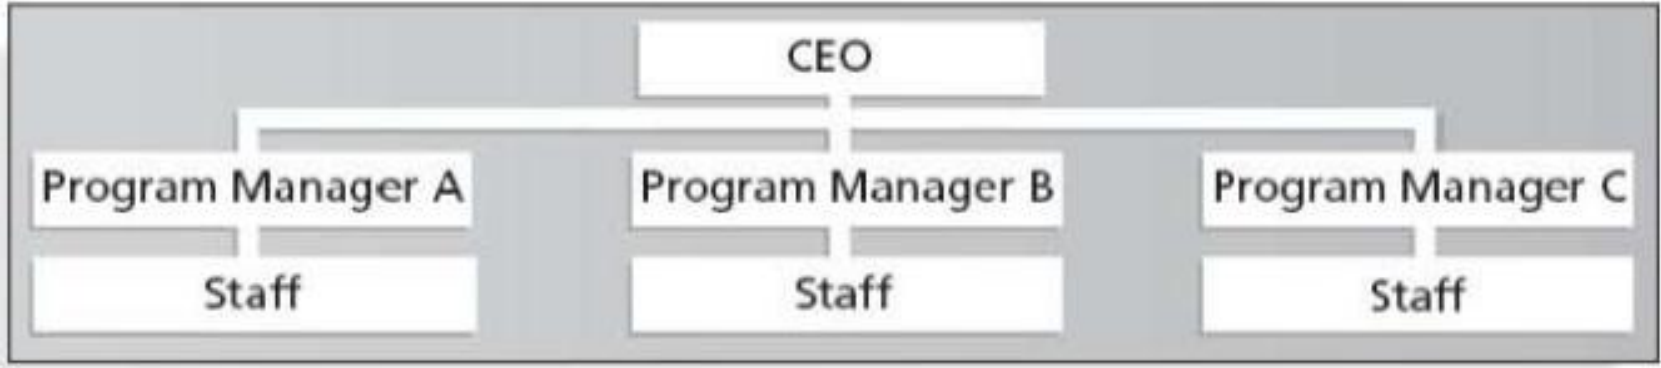 CEO
Program Manager A
Program Manager B
Program Manager C
Staff
Staff
Staff